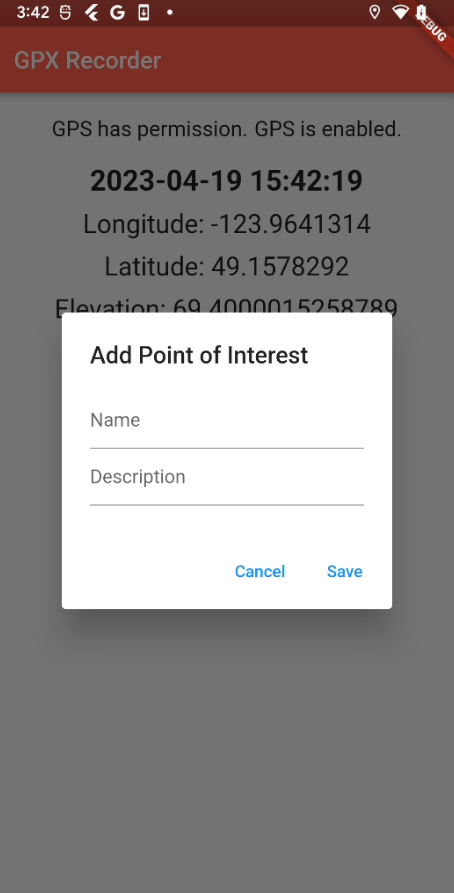 3:42
DEBUG
GPX Recorder
GPS has permission. GPS is enabled.
2023-04-19 15:42:19
Longitude: -123.9641314
Latitude: 49.1578292
Elevation: 69.4000015258789
Add Point of Interest
Name
Description
Cancel Save